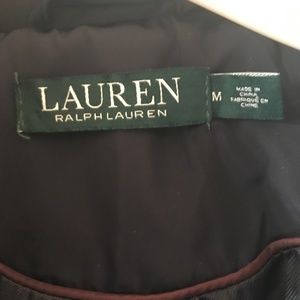 LAUREN
RALPH LAUREN
M
MADE IN
CHINA
FABRIQUÉ EN
CHINE